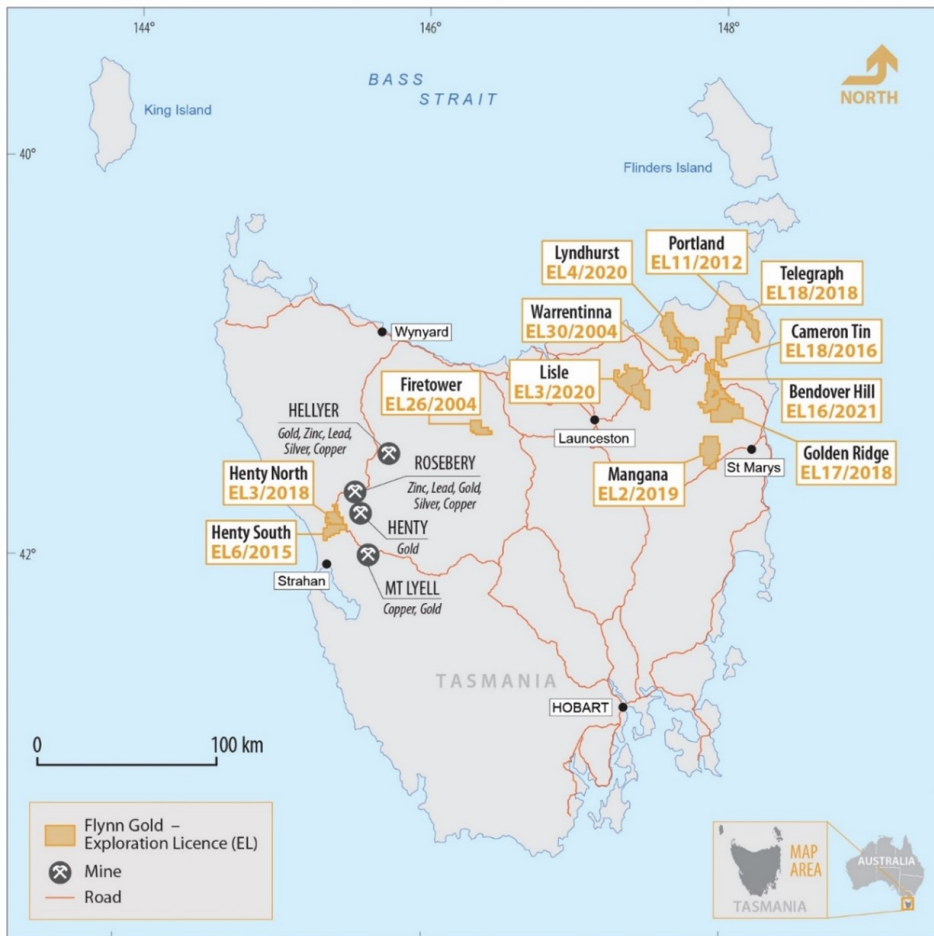 144°
146°
148°
BASS
STRAIT
NORTH
King Island
40°
Flinders Island
Lyndhurst
EL4/2020
Portland
EL11/2012
Telegraph
EL18/2018
Warrentinna
EL30/2004
Cameron Tin
EL18/2016
Wynyard
Lisle
EL3/2020
Firetower
EL26/2004
Bendover Hill
EL16/2021
HELLYER
Gold, Zinc, Lead,
Silver, Copper
Launceston
Golden Ridge
EL17/2018
St Marys
Mangana
EL2/2019
ROSEBERY
Zinc, Lead, Gold,
Silver, Copper
Henty North
EL3/2018
HENTY
Gold
Henty South
EL6/2015
42°
Strahan
MT LYELL
Copper, Gold
TASMANIA
HOBART
0 100 km
Flynn Gold –
Exploration Licence (EL)
Mine
Road
MAP
AREA
TASMANIA
AUSTRALIA
144°
146°
148°